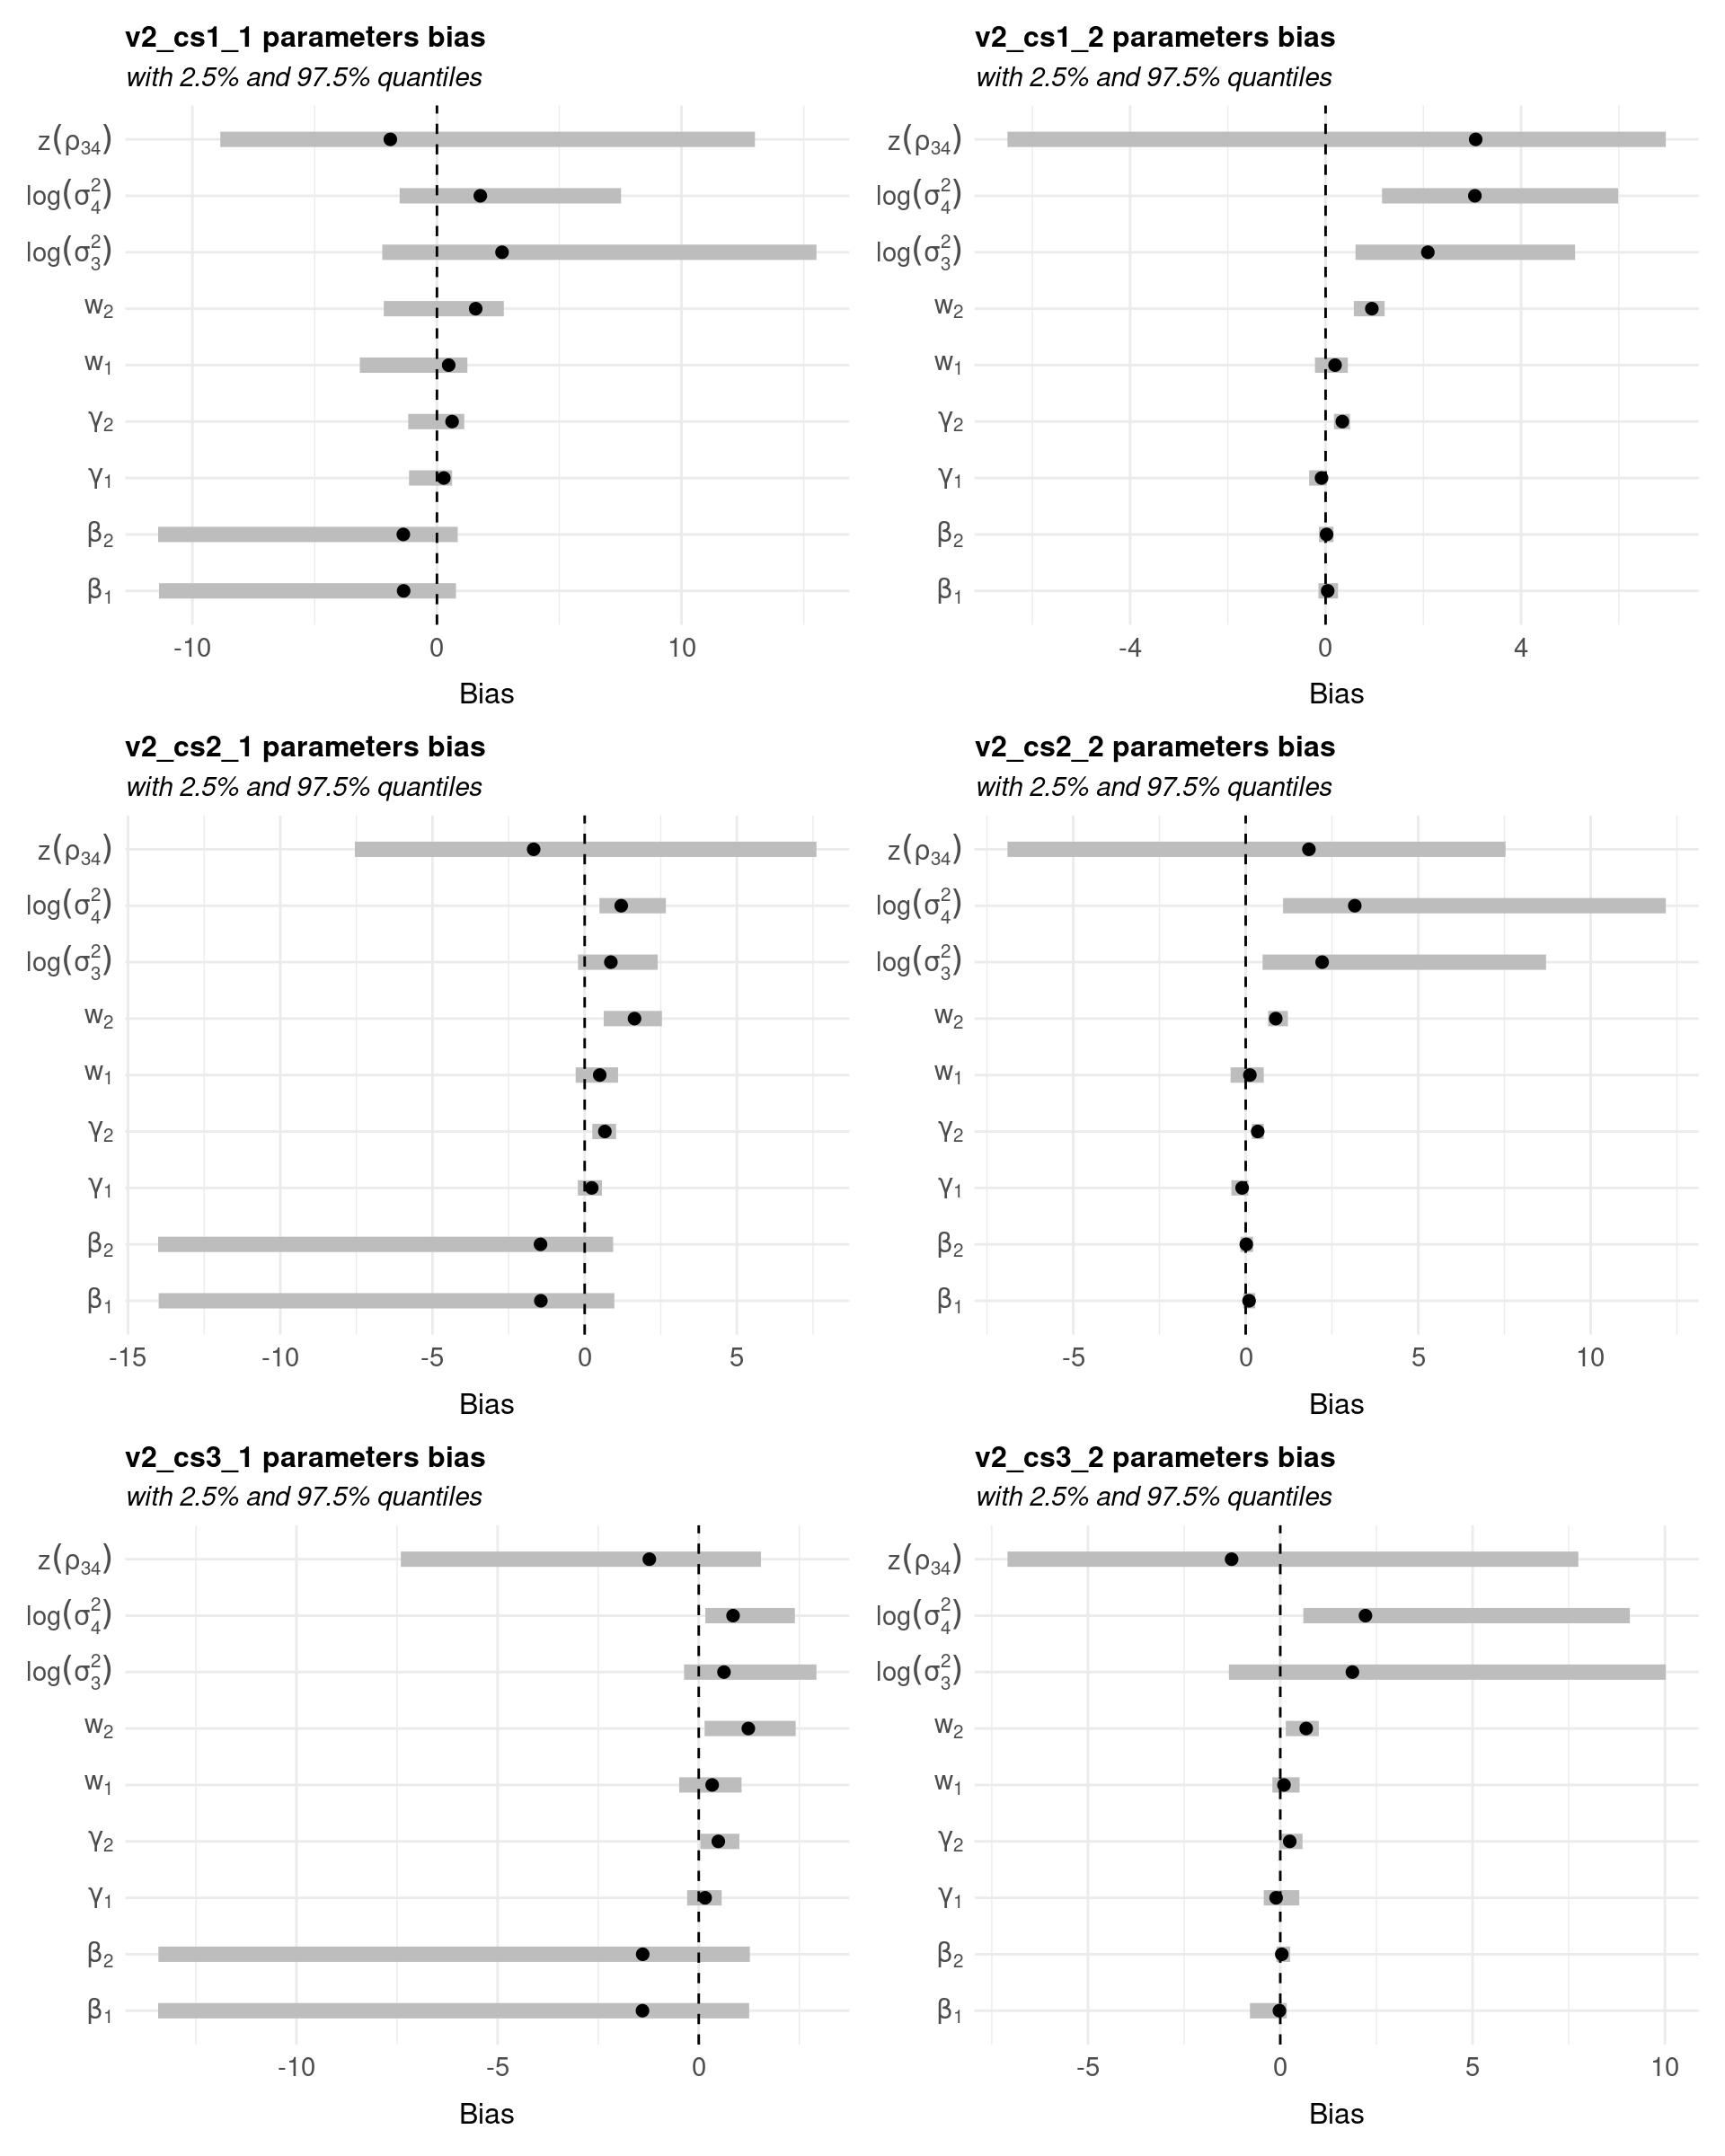 v2_cs1_1 parameters bias
with 2.5% and 97.5% quantiles
z(ρ₃₄)
log(σ₄²)
log(σ₃²)
w₂
w₁
γ₂
γ₁
β₂
β₁
-10 0 10
Bias
v2_cs1_2 parameters bias
with 2.5% and 97.5% quantiles
z(ρ₃₄)
log(σ₄²)
log(σ₃²)
w₂
w₁
γ₂
γ₁
β₂
β₁
-4 0 4
Bias
v2_cs2_1 parameters bias
with 2.5% and 97.5% quantiles
z(ρ₃₄)
log(σ₄²)
log(σ₃²)
w₂
w₁
γ₂
γ₁
β₂
β₁
-15 -10 -5 0 5
Bias
v2_cs2_2 parameters bias
with 2.5% and 97.5% quantiles
z(ρ₃₄)
log(σ₄²)
log(σ₃²)
w₂
w₁
γ₂
γ₁
β₂
β₁
-5 0 5 10
Bias
v2_cs3_1 parameters bias
with 2.5% and 97.5% quantiles
z(ρ₃₄)
log(σ₄²)
log(σ₃²)
w₂
w₁
γ₂
γ₁
β₂
β₁
-10 -5 0
Bias
v2_cs3_2 parameters bias
with 2.5% and 97.5% quantiles
z(ρ₃₄)
log(σ₄²)
log(σ₃²)
w₂
w₁
γ₂
γ₁
β₂
β₁
-5 0 5 10
Bias